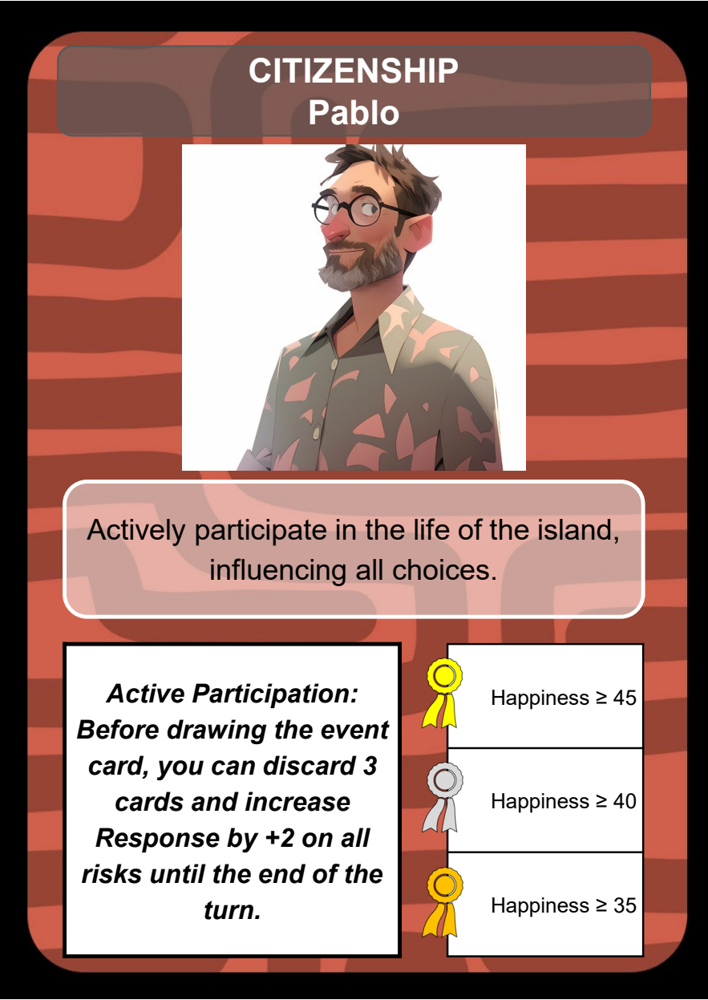 CITIZENSHIP
Pablo
Actively participate in the life of the island,
influencing all choices.
Active Participation:
Before drawing the event
card, you can discard 3
cards and increase
Response by +2 on all
risks until the end of the
turn.
Happiness ≥ 45
Happiness ≥ 40
Happiness ≥ 35